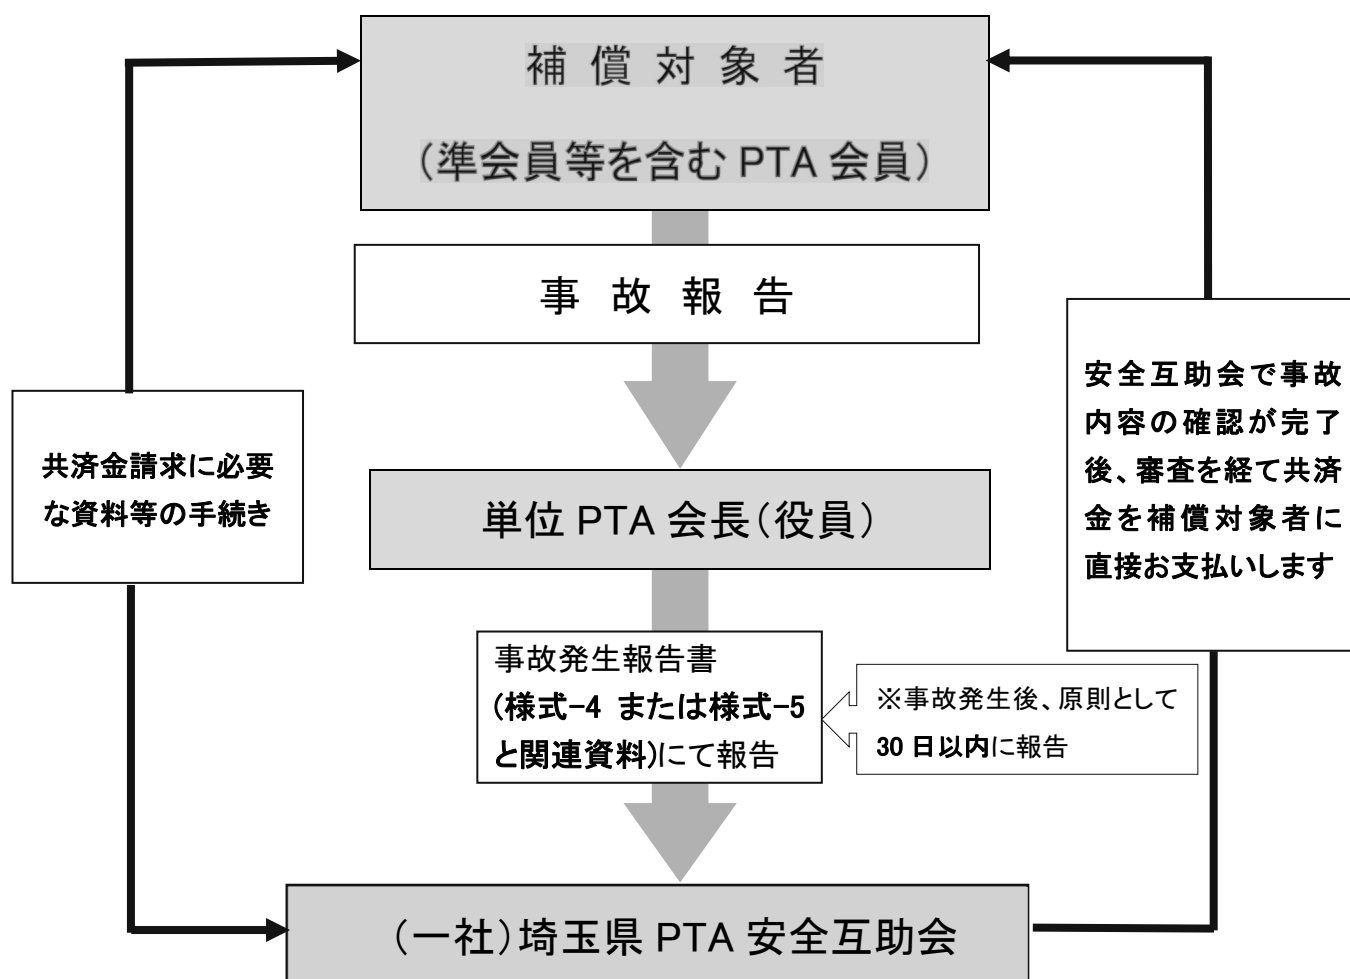 補償対象者
（準会員等を含む PTA 会員）
事故報告
共済金請求に必要
な資料等の手続き
安全互助会で事故
内容の確認が完了
後、審査を経て共済
金を補償対象者に
直接お支払いします
単位 PTA 会長（役員）
事故発生報告書
(様式-4 または様式-5
と関連資料)にて報告
※事故発生後、原則として
30 日以内に報告
（一社）埼玉県 PTA 安全互助会